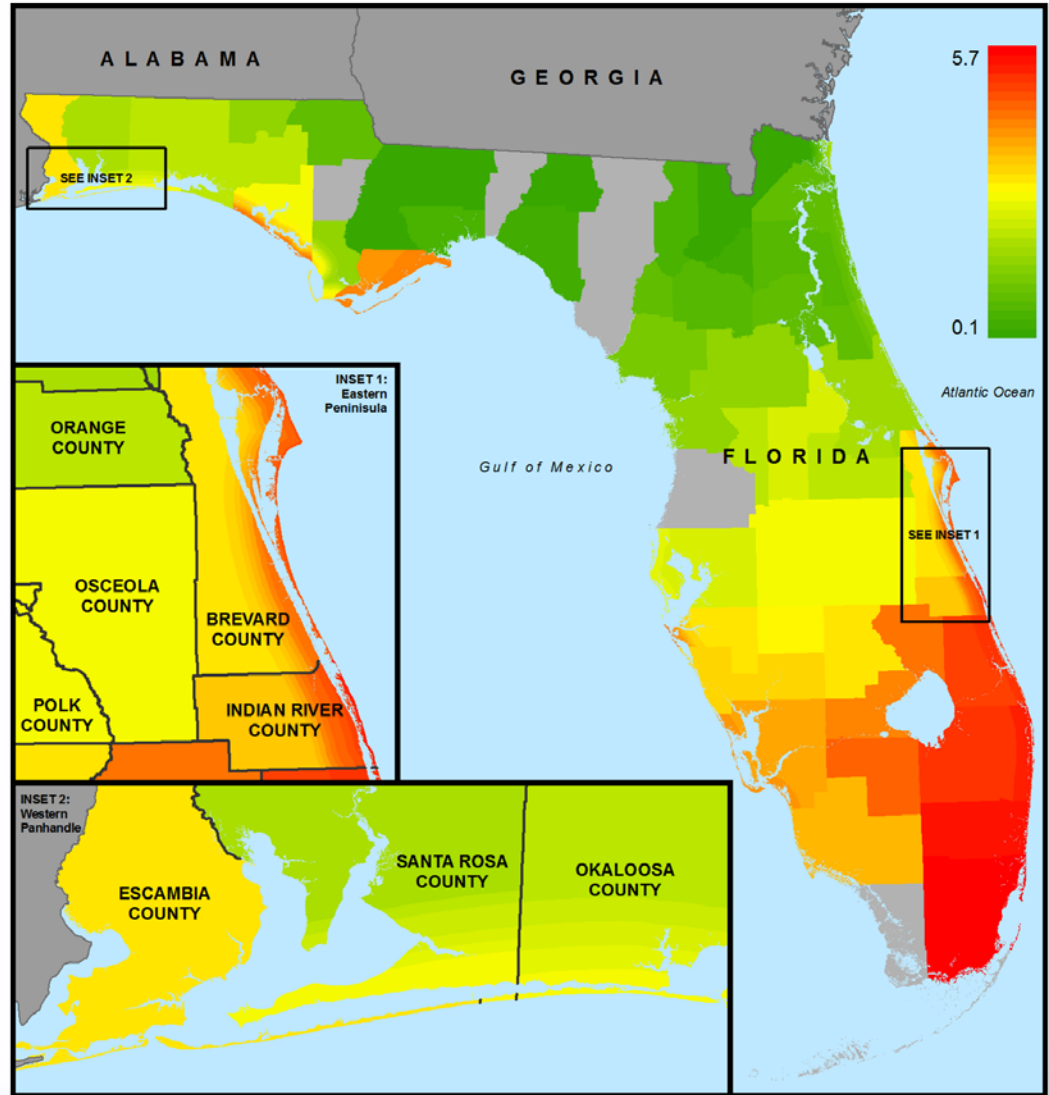 ALABAMA
GEORGIA
5.7
0.1
SEE INSET 2
Atlantic Ocean
FLORIDA
Gulf of Mexico
SEE INSET 1
INSET 1:
Eastern
Peninisula
ORANGE
COUNTY
OSCEOLA
COUNTY
BREVARD
COUNTY
POLK
COUNTY
INDIAN RIVER
COUNTY
INSET 2:
Western
Panhandle
ESCAMBIA
COUNTY
SANTA ROSA
COUNTY
OKALOOSA
COUNTY